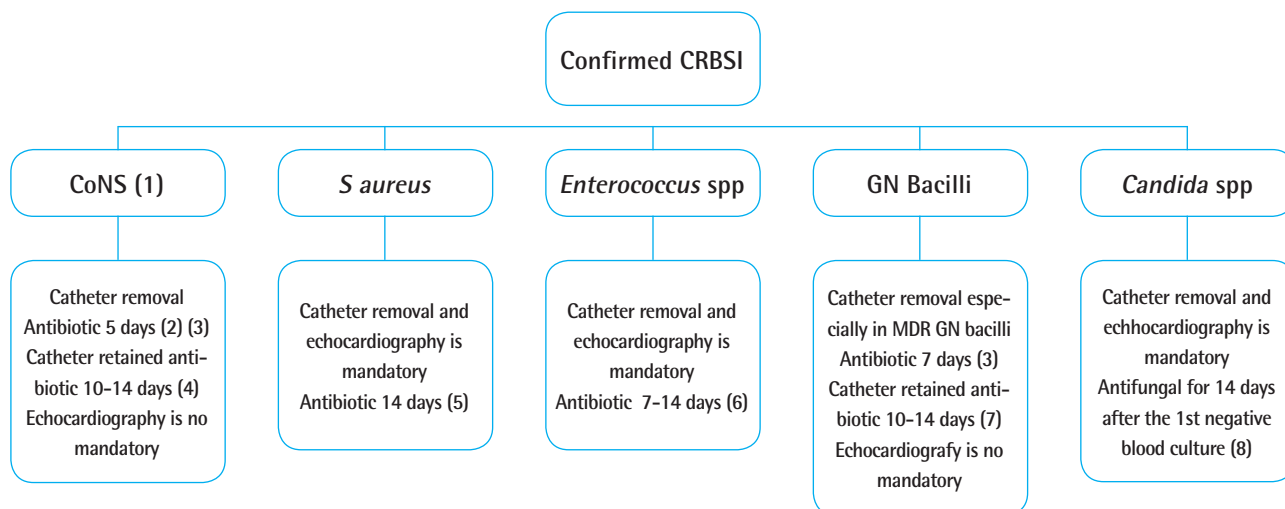 Confirmed CRBSI
CoNS (1)
S aureus
Enterococcus spp
GN Bacilli
Candida spp
Catheter removal
Antibiotic 5 days (2) (3)
Catheter retained anti-
biotic 10-14 days (4)
Echocardiography is no
mandatory
Catheter removal and
echocardiography is
mandatory
Antibiotic 14 days (5)
Catheter removal and
echocardiography is
mandatory
Antibiotic 7-14 days (6)
Catheter removal espe-
cially in MDR GN bacilli
Antibiotic 7 days (3)
Catheter retained anti-
biotic 10-14 days (7)
Echocardiografy is no
mandatory
Catheter removal and
echhocardiography is
mandatory
Antifungal for 14 days
after the 1st negative
blood culture (8)